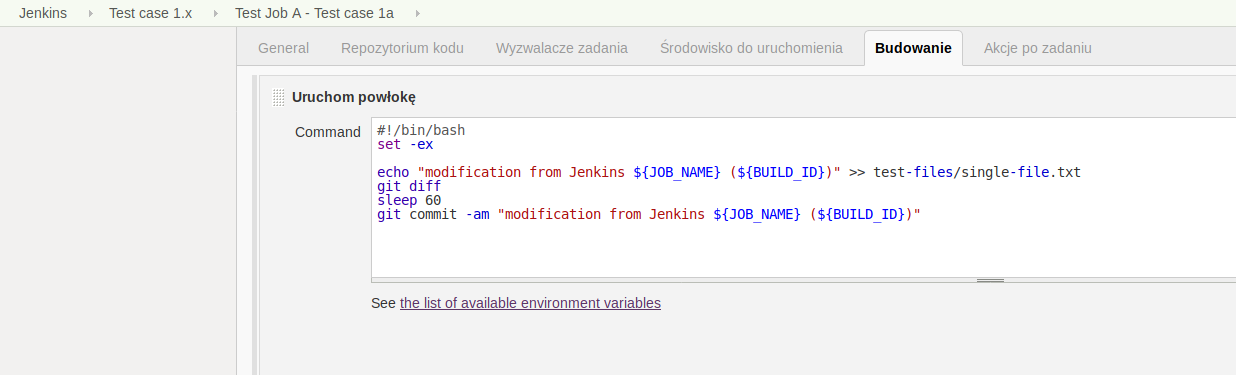 Jenkins Test case 1.x Test Job A - Test case 1a
General Repozytorium kodu Wyzwalacze zadania Środowisko do uruchomienia Budowanie Akcje po zadaniu
Uruchom powłokę
Command
#!/bin/bash
set -ex
echo "modification from Jenkins ${JOB_NAME} (${BUILD_ID})" >> test-files/single-file.txt
git diff
sleep 60
git commit -am "modification from Jenkins ${JOB_NAME} (${BUILD_ID})"
See the list of available environment variables